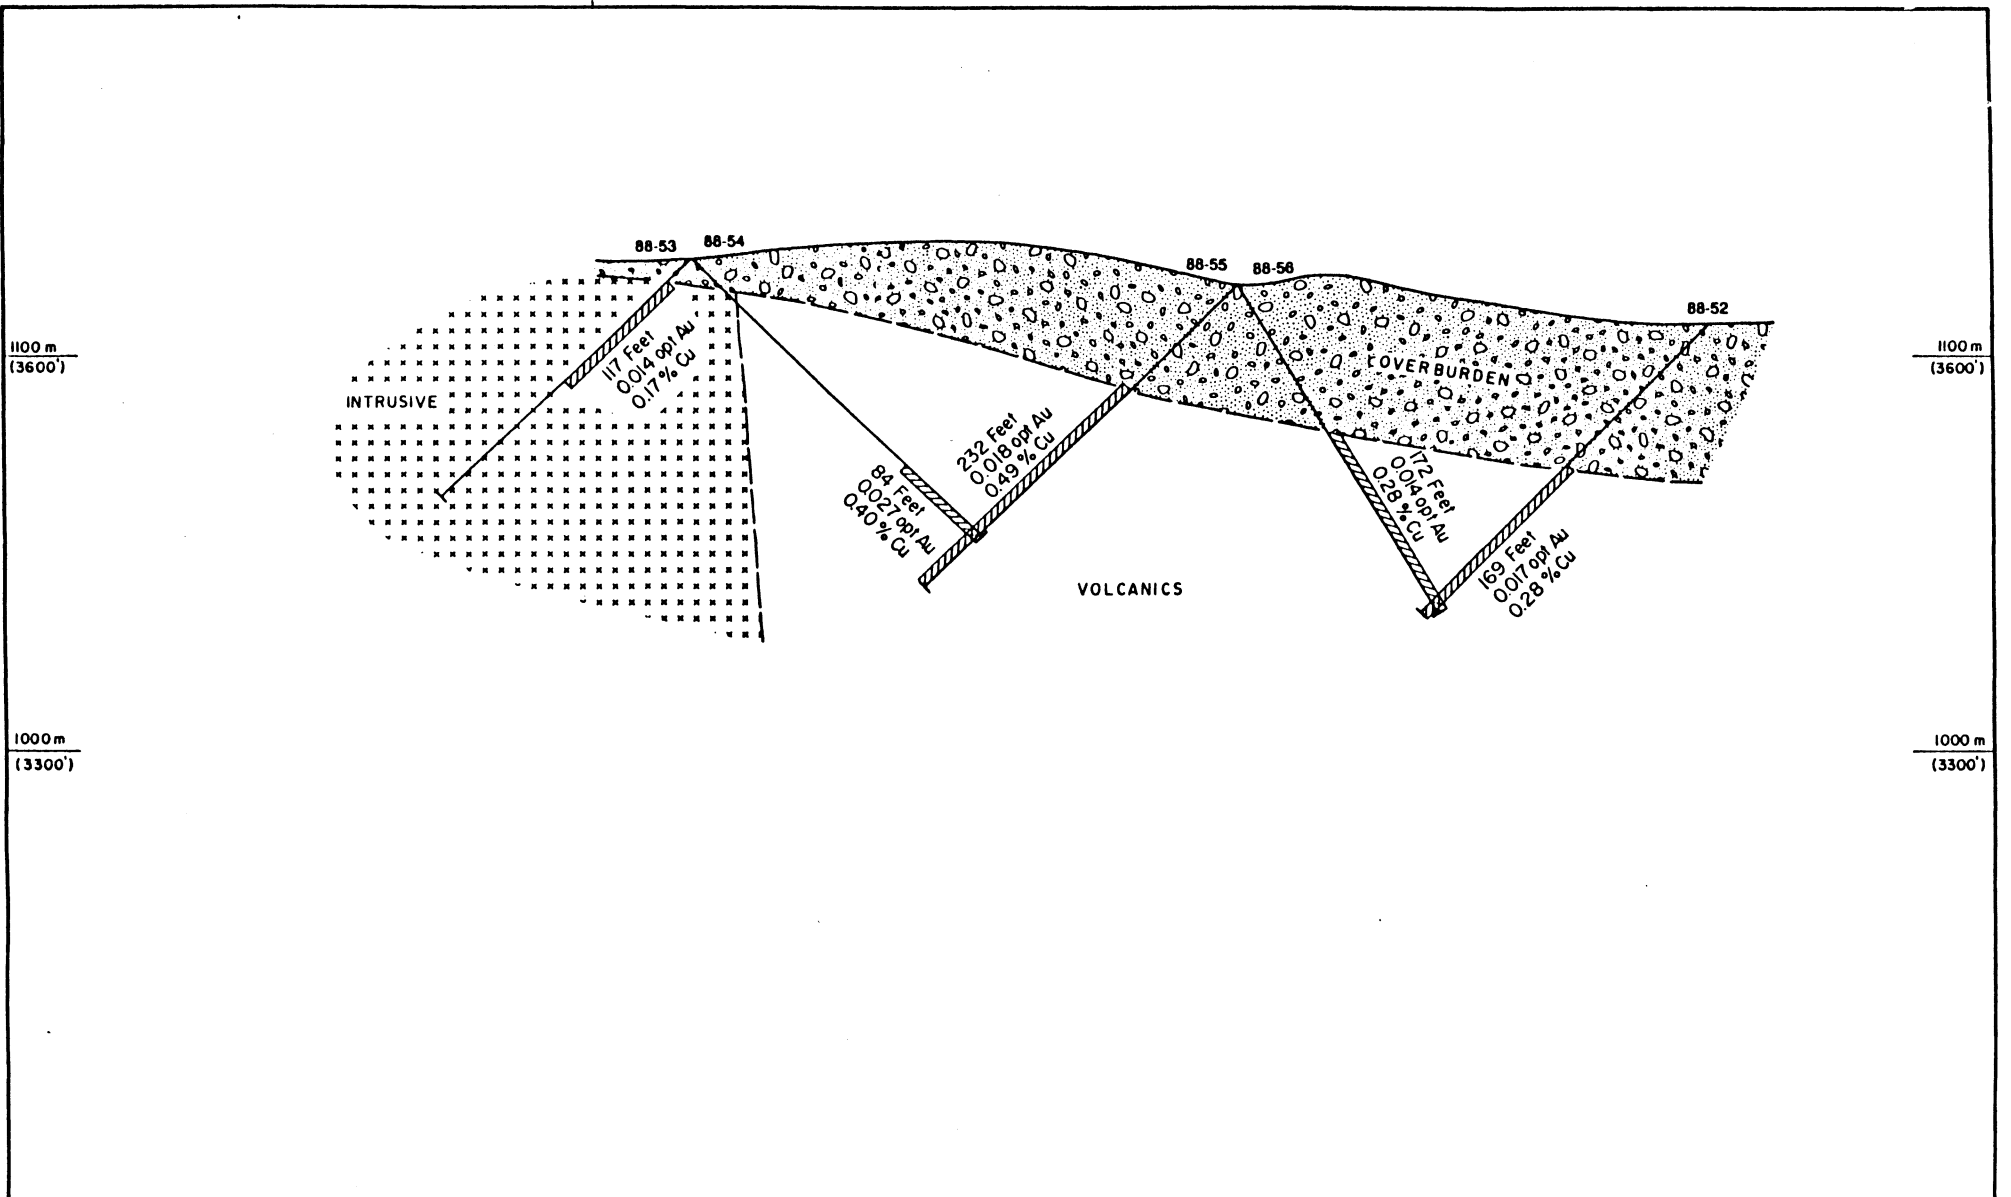 88-53 88-54
88-55 88-56
88-52
1100 m
(3600')
1100 m
(3600')
OVERBURDEN
INTRUSIVE
117 Feet
0.014 opt Au
0.17 % Cu
84 Feet
0.027 opt Au
0.40 % Cu
232 Feet
0.018 opt Au
0.49 % Cu
172 Feet
0.014 opt Au
0.28 % Cu
169 Feet
0.017 opt Au
0.28 % Cu
VOLCANICS
1000 m
(3300')
1000 m
(3300')